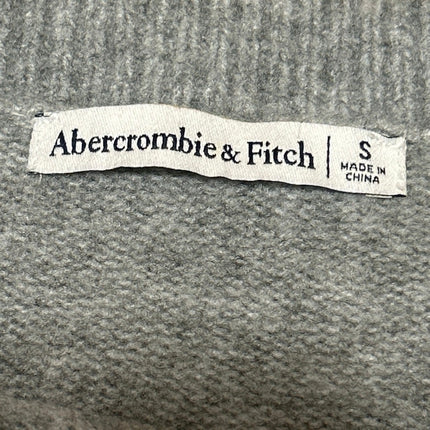 Abercrombie & Fitch | S
MADE IN
CHINA